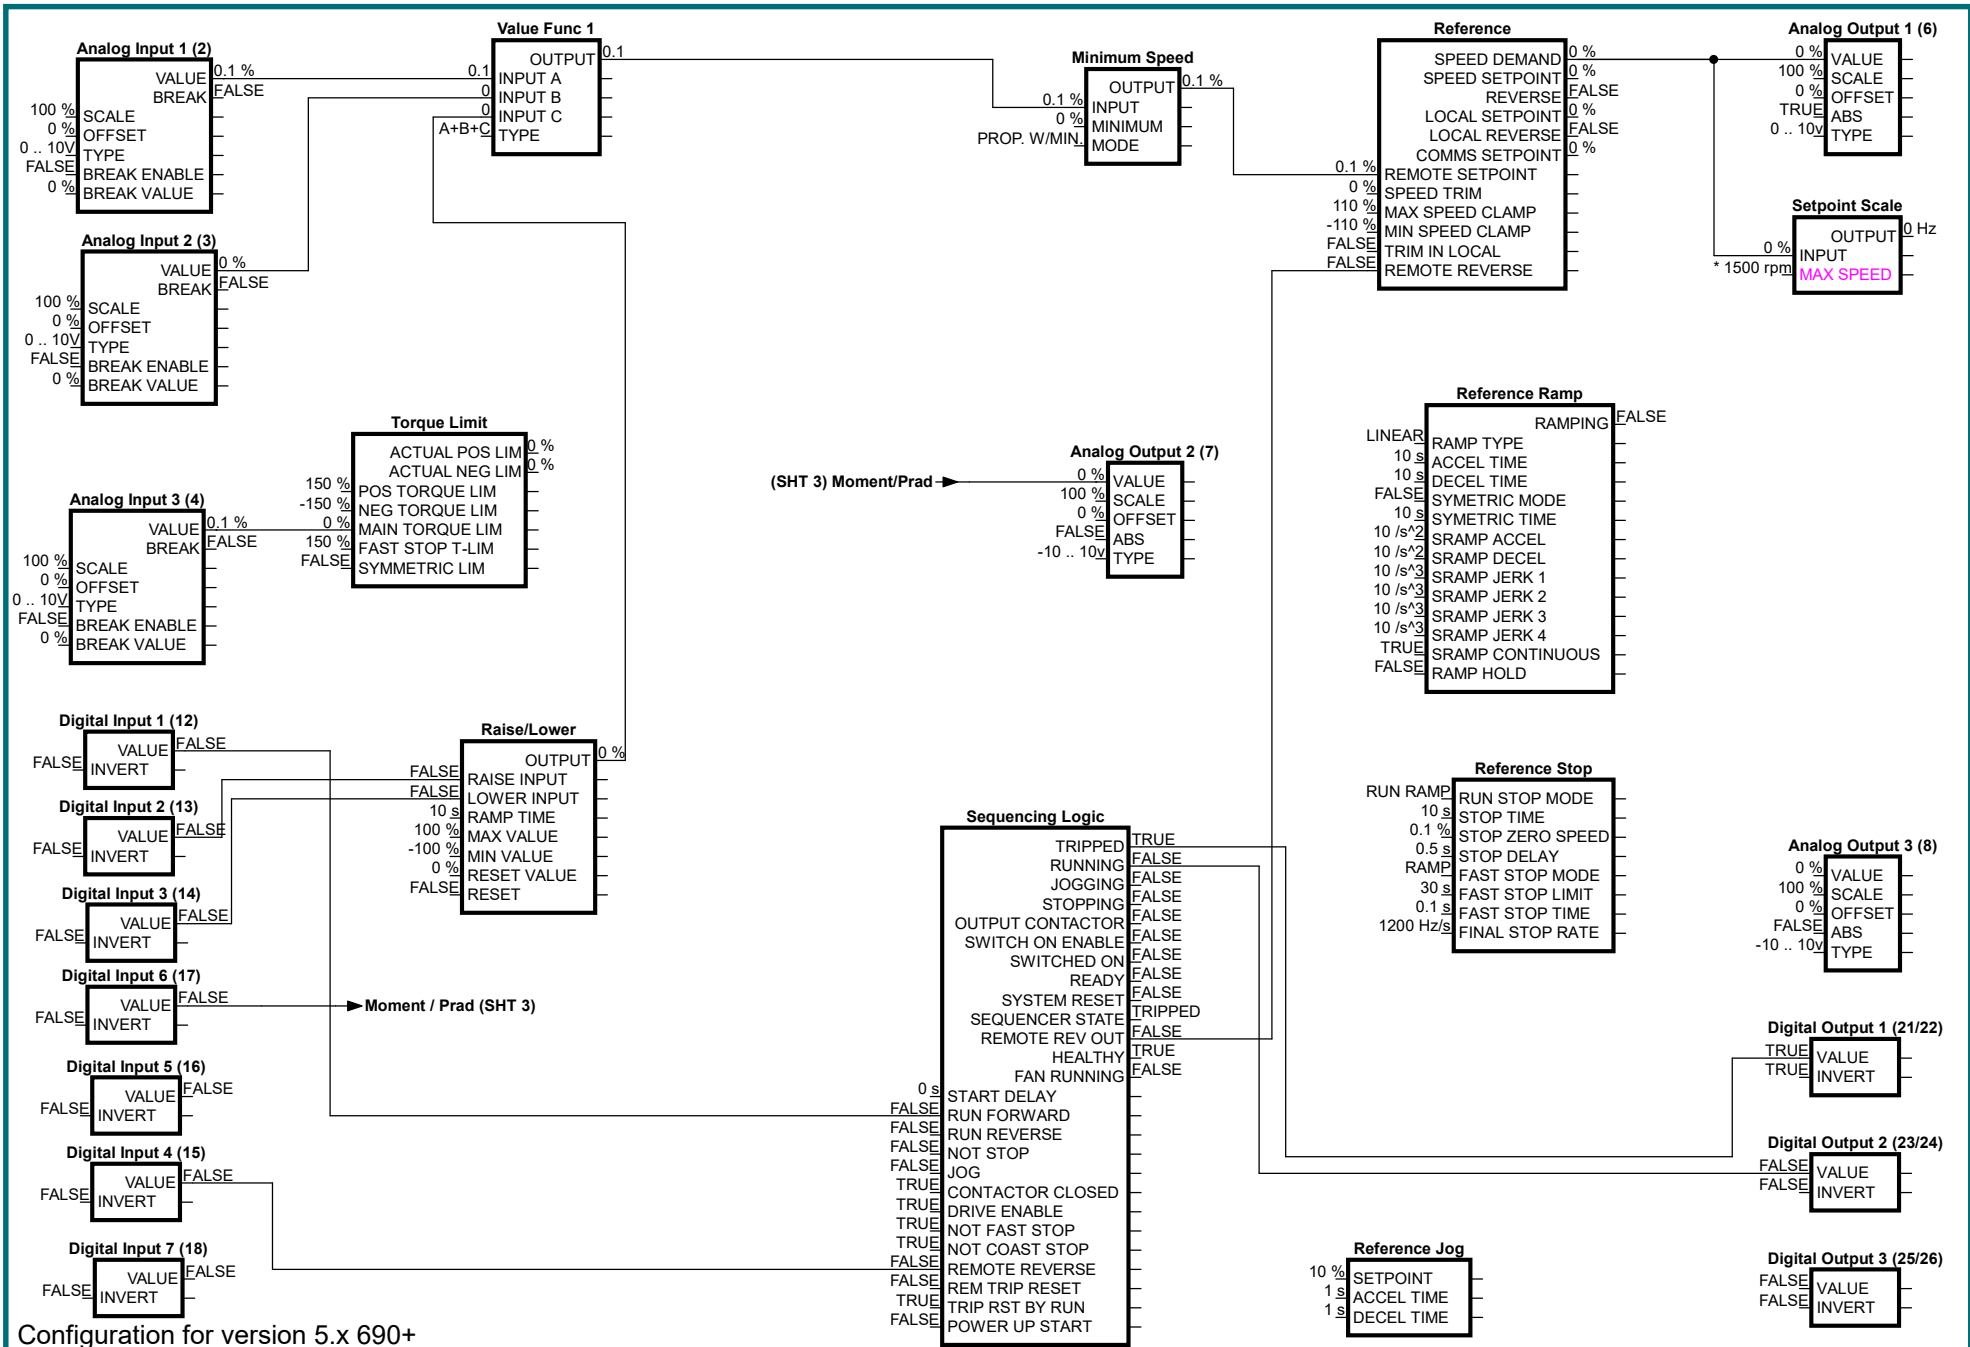 Analog Input 1 (2)
VALUE 0.1 %
BREAK FALSE
100 % SCALE
0 % OFFSET
0 .. 10V TYPE
FALSE BREAK ENABLE
0 % BREAK VALUE
Analog Input 2 (3)
VALUE 0 %
BREAK FALSE
100 % SCALE
0 % OFFSET
0 .. 10V TYPE
FALSE BREAK ENABLE
0 % BREAK VALUE
Value Func 1
OUTPUT 0.1
0.1 INPUT A
0 INPUT B
0 INPUT C
A+B+C TYPE
Minimum Speed
OUTPUT 0.1 %
0.1 % INPUT
0 % MINIMUM
PROP. W/MIN. MODE
Reference
SPEED DEMAND 0 %
SPEED SETPOINT 0 %
REVERSE FALSE
LOCAL SETPOINT 0 %
LOCAL REVERSE FALSE
COMMS SETPOINT 0 %
0.1 % REMOTE SETPOINT
0 % SPEED TRIM
110 % MAX SPEED CLAMP
-110 % MIN SPEED CLAMP
FALSE TRIM IN LOCAL
FALSE REMOTE REVERSE
Analog Output 1 (6)
0 % VALUE
100 % SCALE
0 % OFFSET
TRUE ABS
0 .. 10v TYPE
Setpoint Scale
OUTPUT 0 Hz
0 % INPUT
* 1500 rpm MAX SPEED
Torque Limit
ACTUAL POS LIM 0 %
ACTUAL NEG LIM 0 %
150 % POS TORQUE LIM
-150 % NEG TORQUE LIM
0 % MAIN TORQUE LIM
150 % FAST STOP T-LIM
FALSE SYMMETRIC LIM
Analog Input 3 (4)
VALUE 0.1 %
BREAK FALSE
100 % SCALE
0 % OFFSET
0 .. 10V TYPE
FALSE BREAK ENABLE
0 % BREAK VALUE
(SHT 3) Moment/Prad
Analog Output 2 (7)
0 % VALUE
100 % SCALE
0 % OFFSET
FALSE ABS
-10 .. 10v TYPE
Reference Ramp
RAMPING FALSE
LINEAR RAMP TYPE
10 s ACCEL TIME
10 s DECEL TIME
FALSE SYMETRIC MODE
10 s SYMETRIC TIME
10 /s^2 SRAMP ACCEL
10 /s^2 SRAMP DECEL
10 /s^3 SRAMP JERK 1
10 /s^3 SRAMP JERK 2
10 /s^3 SRAMP JERK 3
10 /s^3 SRAMP JERK 4
TRUE SRAMP CONTINUOUS
FALSE RAMP HOLD
Digital Input 1 (12)
VALUE FALSE
FALSE INVERT
Digital Input 2 (13)
VALUE FALSE
FALSE INVERT
Digital Input 3 (14)
VALUE FALSE
FALSE INVERT
Digital Input 6 (17)
VALUE FALSE
FALSE INVERT
Moment / Prad (SHT 3)
Digital Input 5 (16)
VALUE FALSE
FALSE INVERT
Digital Input 4 (15)
VALUE FALSE
FALSE INVERT
Digital Input 7 (18)
VALUE FALSE
FALSE INVERT
Raise/Lower
OUTPUT 0 %
FALSE RAISE INPUT
FALSE LOWER INPUT
10 s RAMP TIME
100 % MAX VALUE
-100 % MIN VALUE
0 % RESET VALUE
FALSE RESET
Sequencing Logic
TRIPPED TRUE
RUNNING FALSE
JOGGING FALSE
STOPPING FALSE
OUTPUT CONTACTOR FALSE
SWITCH ON ENABLE FALSE
SWITCHED ON FALSE
READY FALSE
SYSTEM RESET FALSE
SEQUENCER STATE TRIPPED
REMOTE REV OUT FALSE
HEALTHY TRUE
FAN RUNNING FALSE
0 s START DELAY
FALSE RUN FORWARD
FALSE RUN REVERSE
FALSE NOT STOP
FALSE JOG
TRUE CONTACTOR CLOSED
TRUE DRIVE ENABLE
TRUE NOT FAST STOP
TRUE NOT COAST STOP
FALSE REMOTE REVERSE
FALSE REM TRIP RESET
TRUE TRIP RST BY RUN
FALSE POWER UP START
Reference Stop
RUN RAMP RUN STOP MODE
10 s STOP TIME
0.1 % STOP ZERO SPEED
0.5 s STOP DELAY
RAMP FAST STOP MODE
30 s FAST STOP LIMIT
0.1 s FAST STOP TIME
1200 Hz/s FINAL STOP RATE
Analog Output 3 (8)
0 % VALUE
100 % SCALE
0 % OFFSET
FALSE ABS
-10 .. 10v TYPE
Digital Output 1 (21/22)
TRUE VALUE
TRUE INVERT
Digital Output 2 (23/24)
FALSE VALUE
FALSE INVERT
Reference Jog
10 % SETPOINT
1 s ACCEL TIME
1 s DECEL TIME
Digital Output 3 (25/26)
FALSE VALUE
FALSE INVERT
Configuration for version 5.x 690+